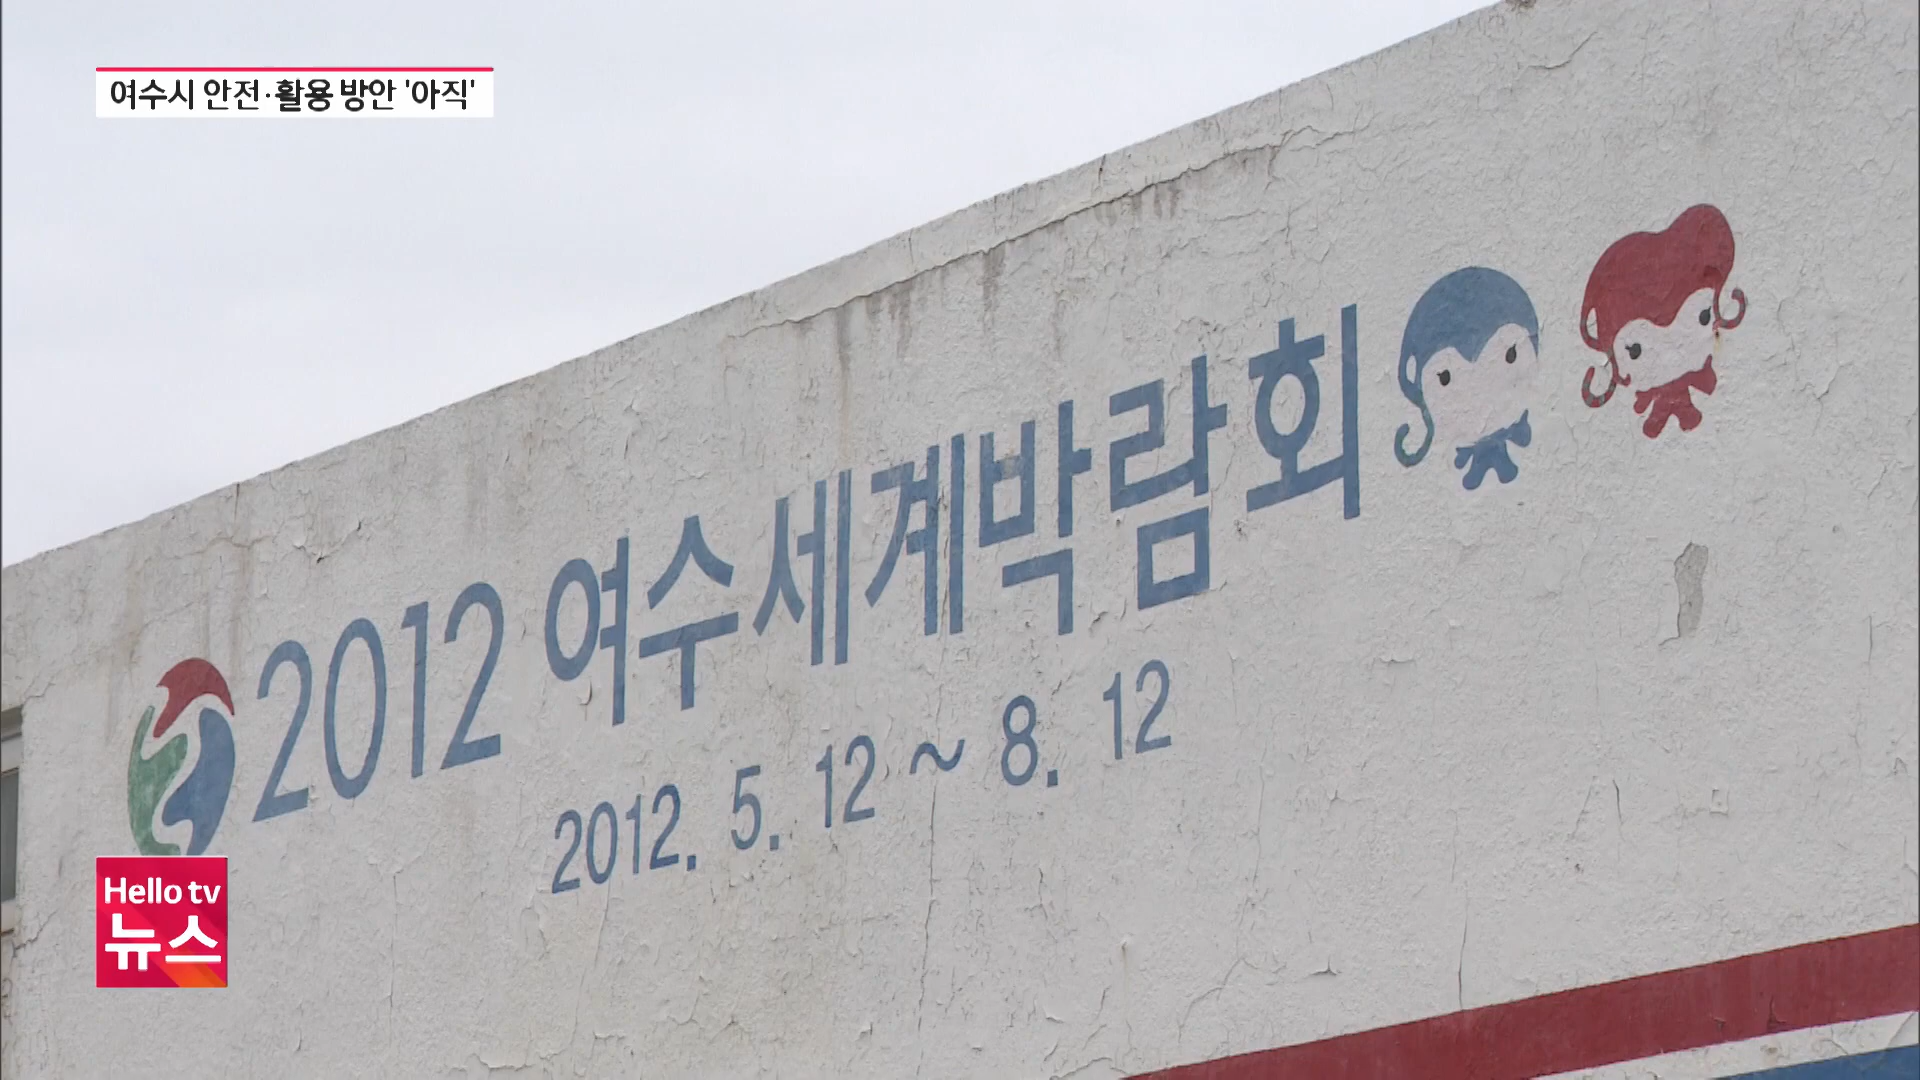 여수시 안전·활용 방안 '아직'
2012 여수세계박람회
2012. 5. 12 ~ 8. 12
Hello tv
뉴스